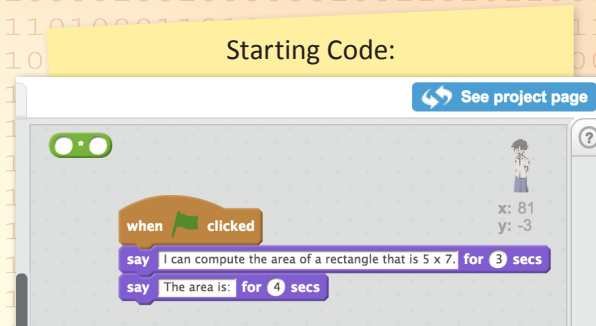 Starting Code:
See project page
?
*
x: 81
y: -3
when clicked
say I can compute the area of a rectangle that is 5 x 7. for 3 secs
say The area is: for 4 secs